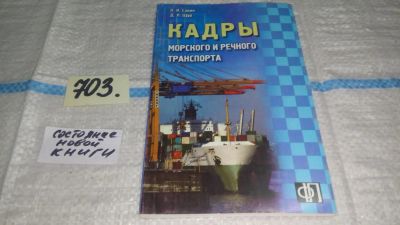 КАДРЫ
МОРСКОГО И РЕЧНОГО
ТРАНСПОРТА
703.
состояние
новой
книги